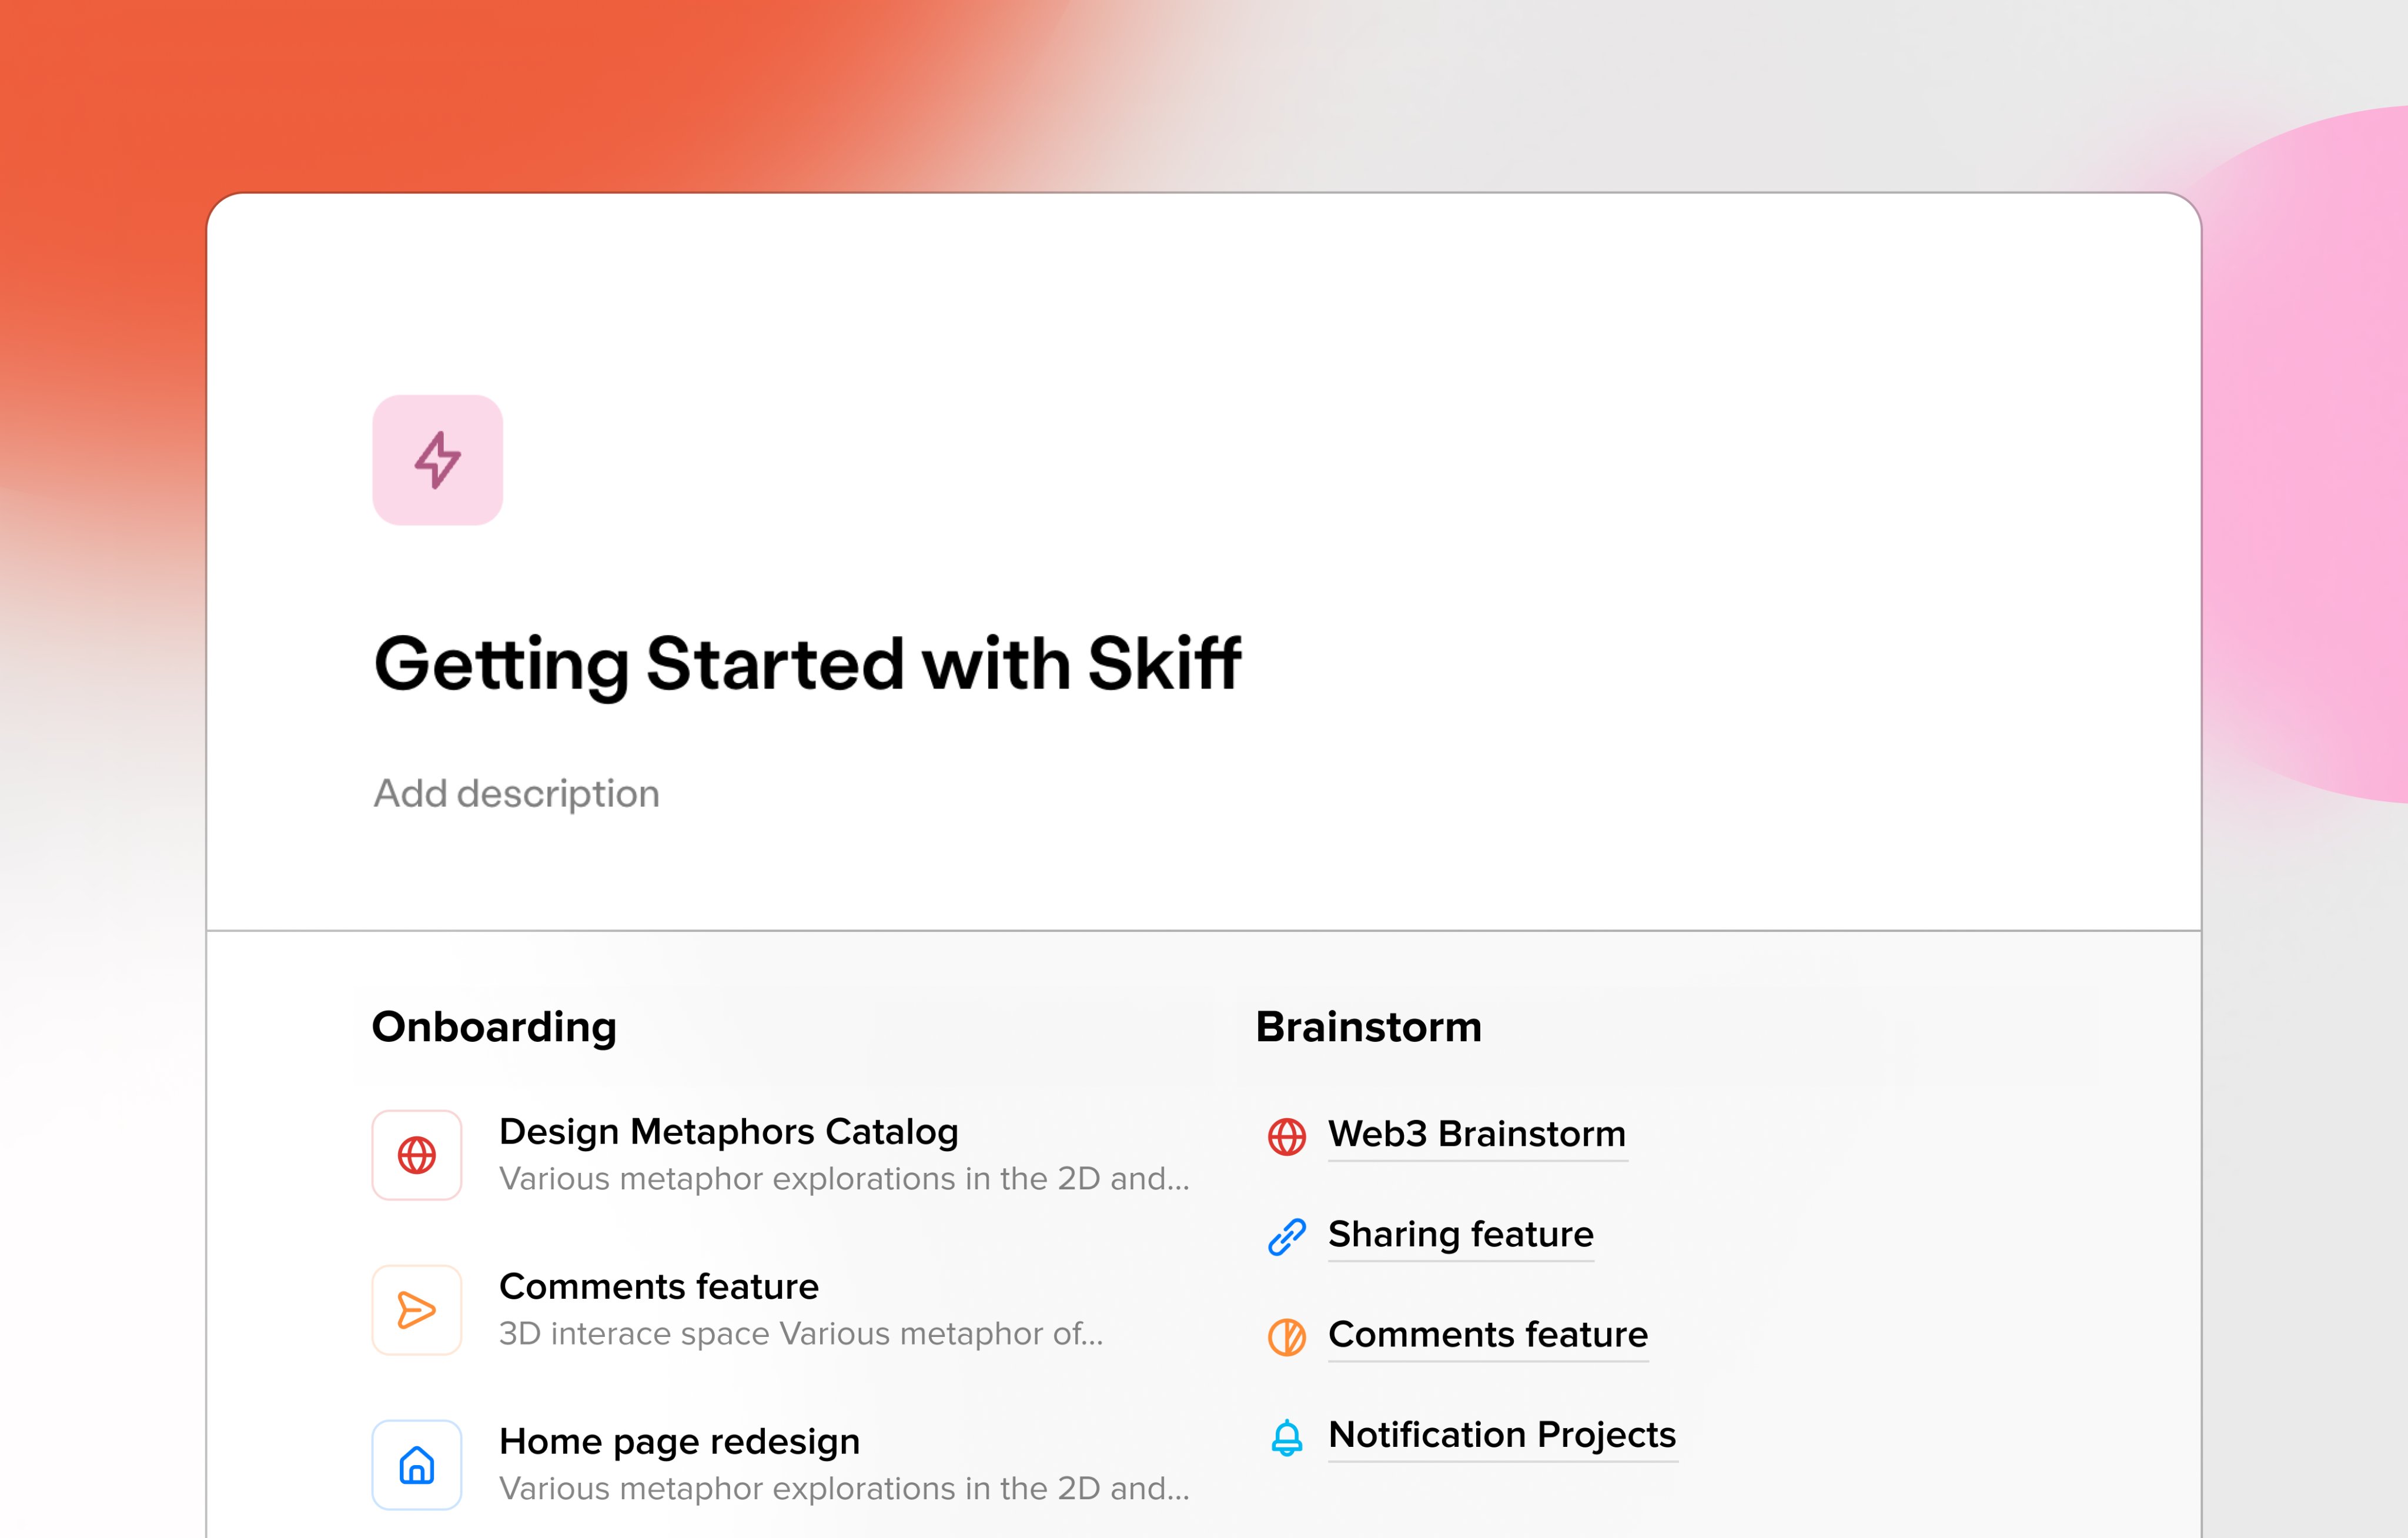 Getting Started with Skiff
Add description
Onboarding
Design Metaphors Catalog
Various metaphor explorations in the 2D and...
Comments feature
3D interace space Various metaphor of...
Home page redesign
Various metaphor explorations in the 2D and...
Brainstorm
Web3 Brainstorm
Sharing feature
Comments feature
Notification Projects